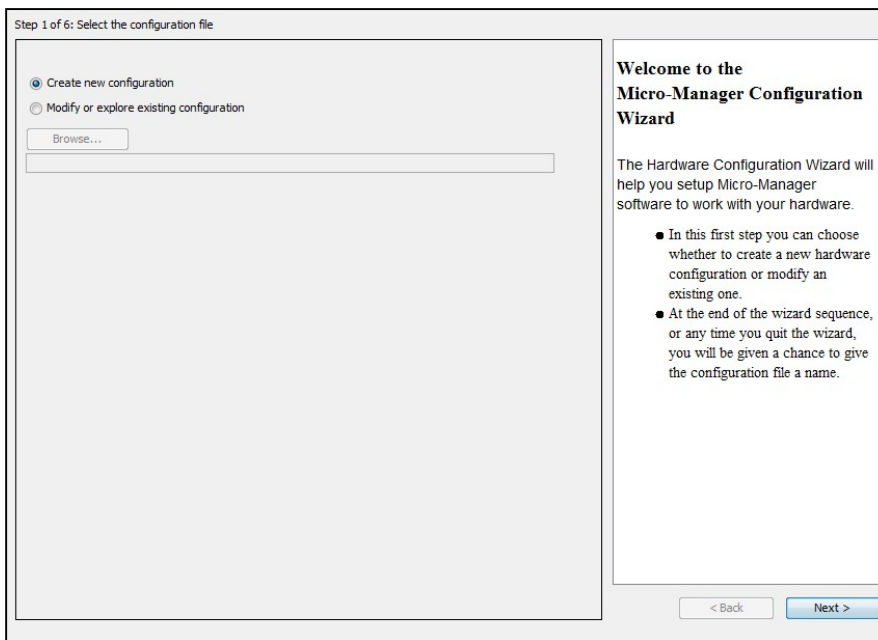 Step 1 of 6: Select the configuration file
Create new configuration
Modify or explore existing configuration
Browse...
Welcome to the
Micro-Manager Configuration
Wizard
The Hardware Configuration Wizard will
help you setup Micro-Manager
software to work with your hardware.
In this first step you can choose
whether to create a new hardware
configuration or modify an
existing one.
At the end of the wizard sequence,
or any time you quit the wizard,
you will be given a chance to give
the configuration file a name.
< Back
Next >